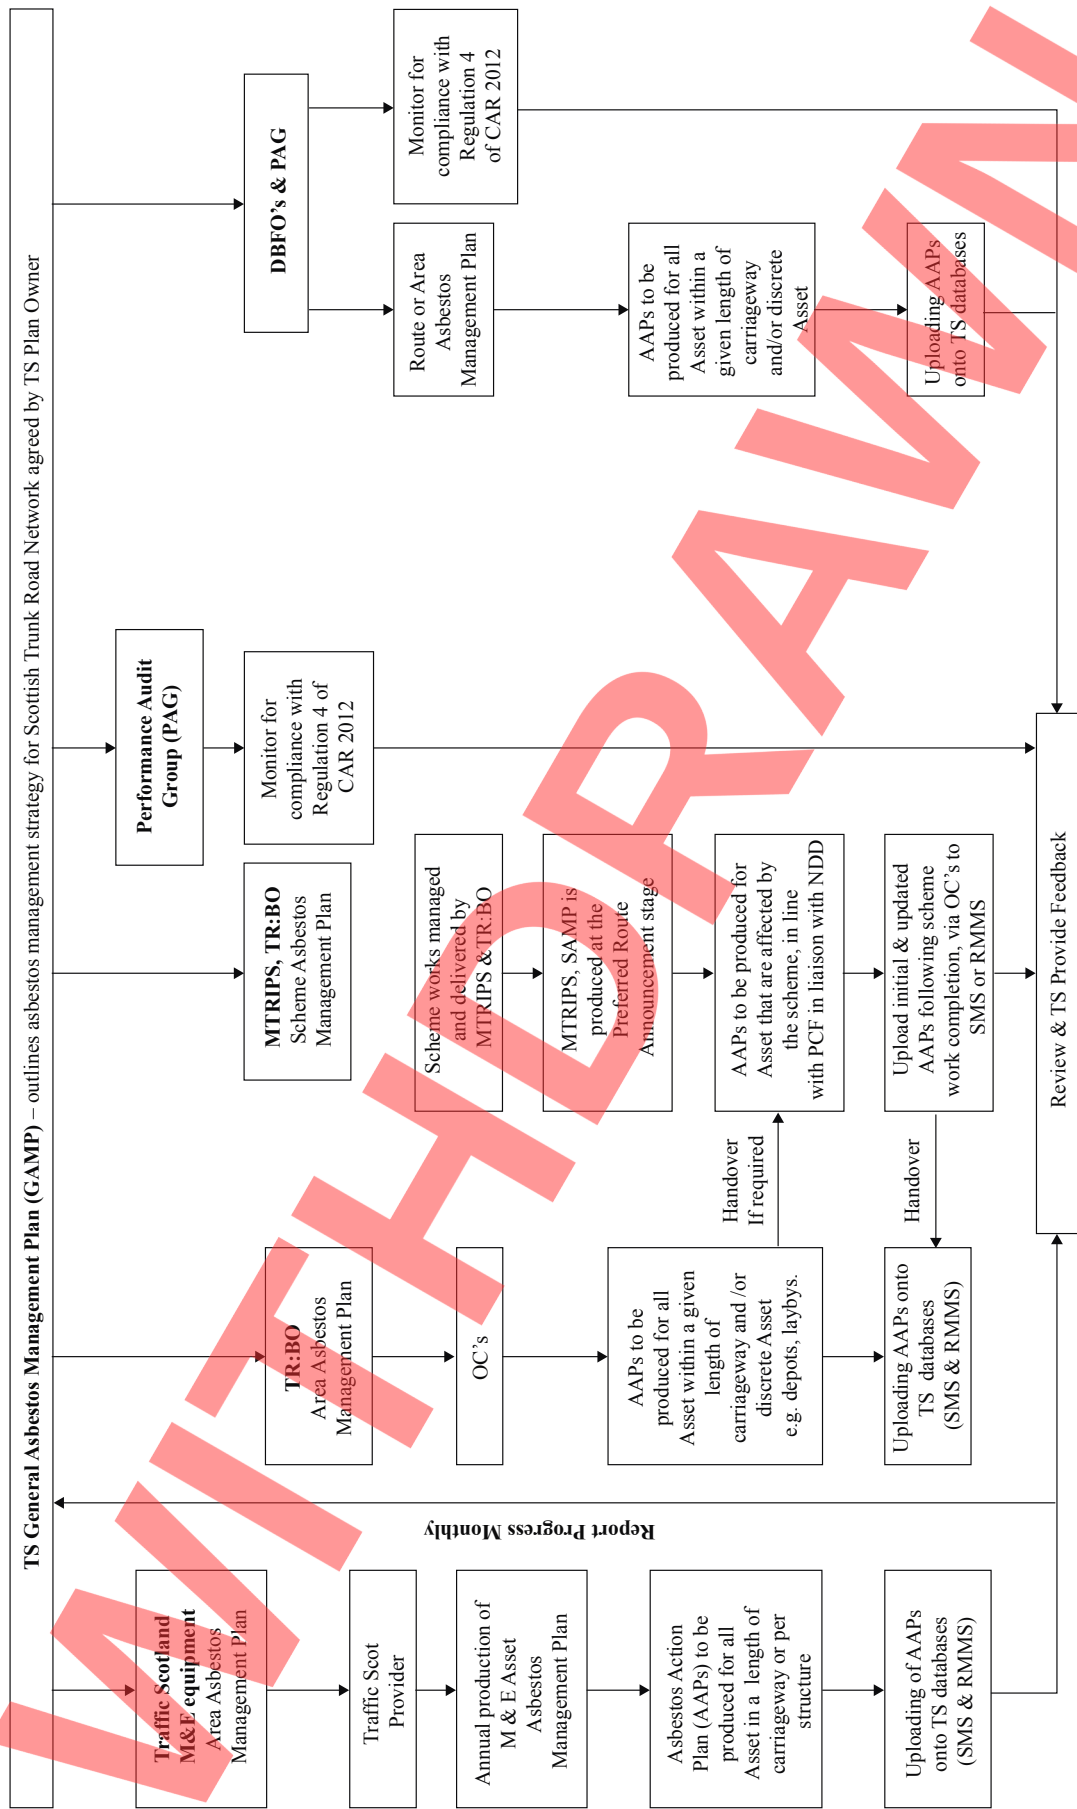 TS General Asbestos Management Plan (GAMP) – outlines asbestos management strategy for Scottish Trunk Road Network agreed by TS Plan Owner
Traffic Scotland
M&E equipment
Area Asbestos
Management Plan
Traffic Scot
Provider
Annual production of
M & E Asset
Asbestos
Management Plan
Asbestos Action
Plan (AAPs) to be
produced for all
Asset in a length of
carriageway or per
structure
Uploading of AAPs
onto TS databases
(SMS & RMMS)
Report Progress Monthly
TR:BO
Area Asbestos
Management Plan
OC's
AAPs to be
produced for all
Asset within a given
length of
carriageway and /or
discrete Asset
e.g. depots, laybys.
Uploading AAPs onto
TS databases
(SMS & RMMS)
Handover
If required
Handover
MTRIPS, TR:BO
Scheme Asbestos
Management Plan
Scheme works managed
and delivered by
MTRIPS &TR:BO
MTRIPS, SAMP is
produced at the
Preferred Route
Announcement stage
AAPs to be produced for
Asset that are affected by
the scheme, in line
with PCF in liaison with NDD
Upload initial & updated
AAPs following scheme
work completion, via OC's to
SMS or RMMS
Performance Audit
Group (PAG)
Monitor for
compliance with
Regulation 4 of
CAR 2012
DBFO's & PAG
Route or Area
Asbestos
Management Plan
AAPs to be
produced for all
Asset within a
given length of
carriageway
and/or discrete
Asset
Uploading AAPs
onto TS databases
Monitor for
compliance with
Regulation 4
of CAR 2012
Review & TS Provide Feedback
WITHDRAWN